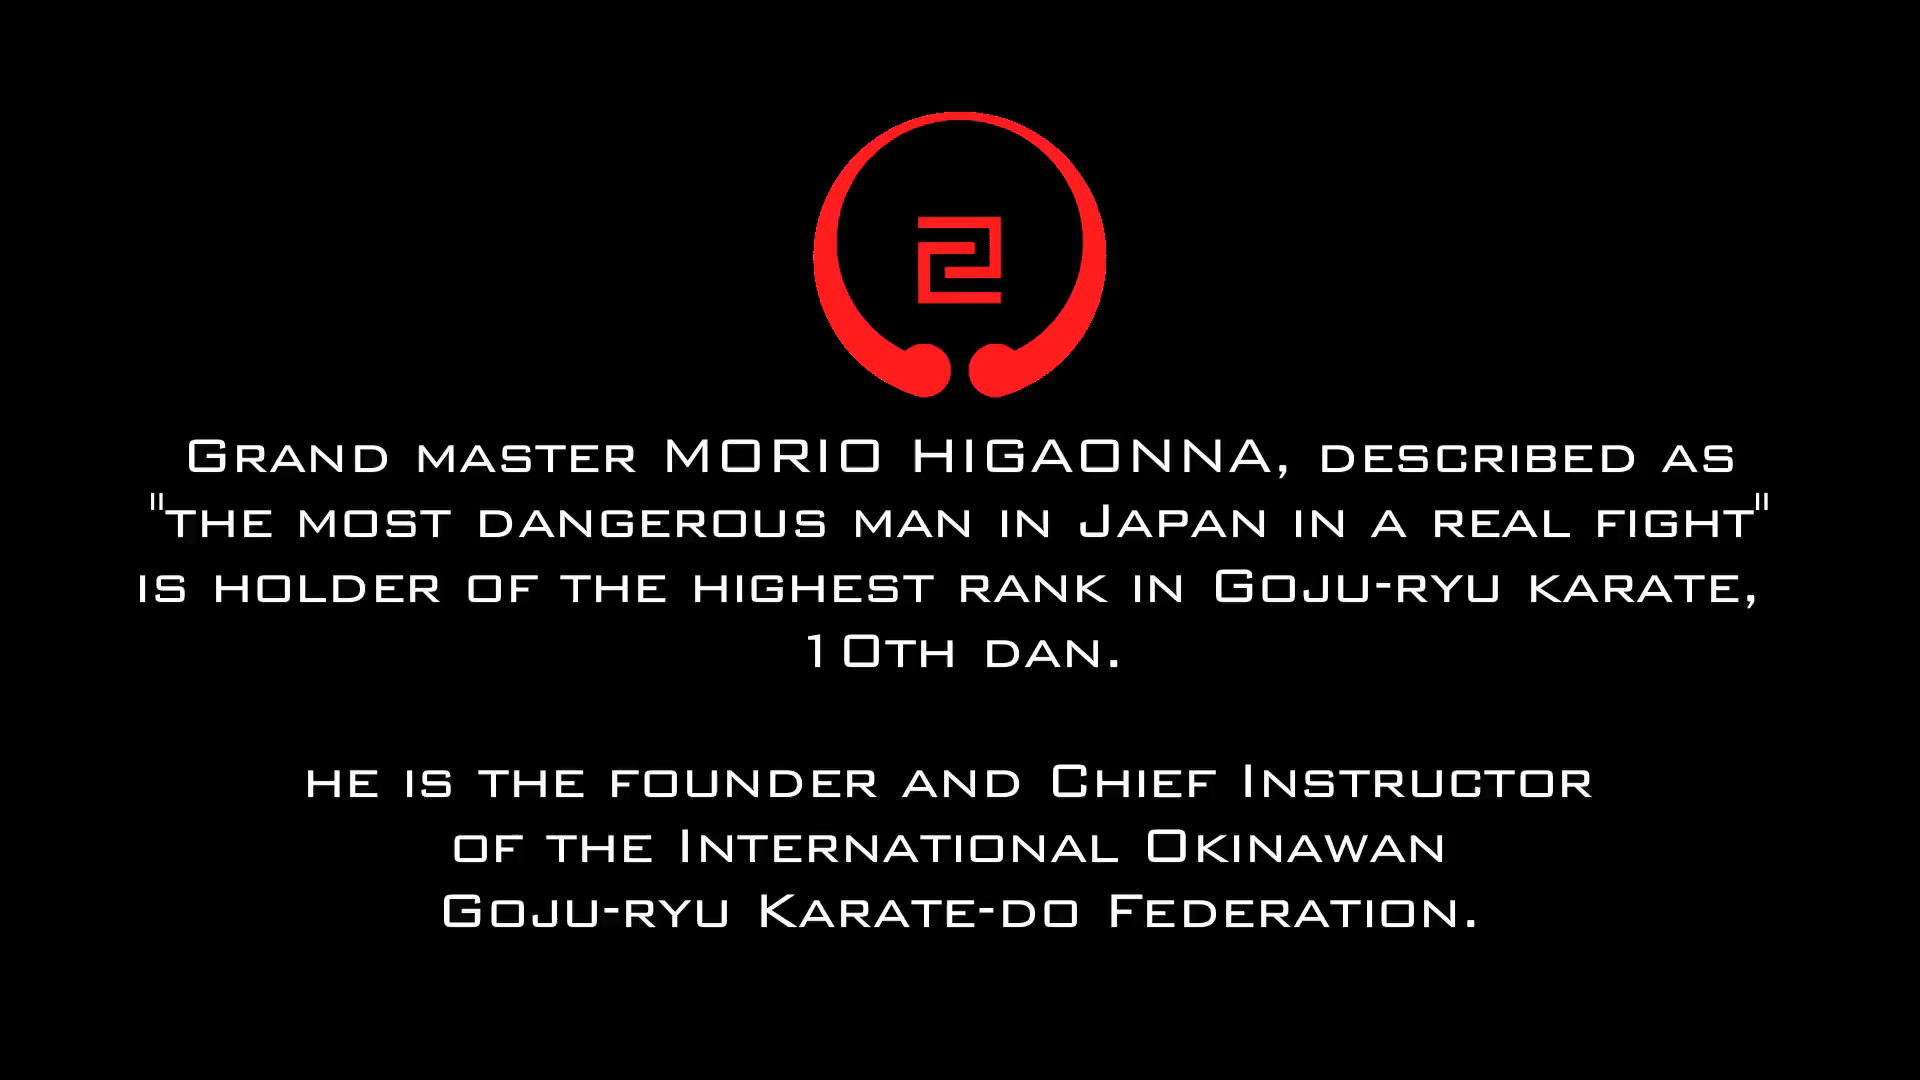 Grand master MORIO HIGAONNA, described as
"the most dangerous man in Japan in a real fight"
is holder of the highest rank in Goju-ryu karate,
10th dan.
he is the founder and Chief Instructor
of the International Okinawan
Goju-ryu Karate-do Federation.